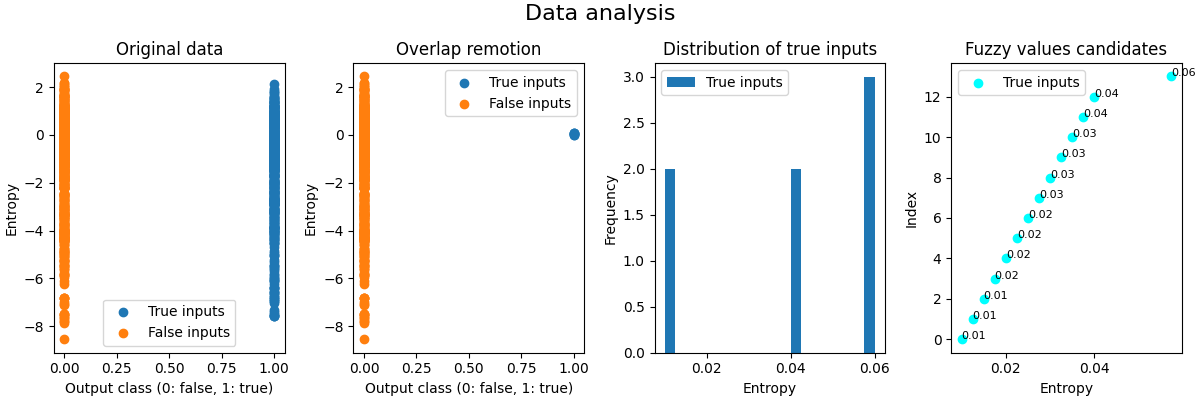 Data analysis
Original data
2
0
−2
−4
−6
−8
Entropy
True inputs
False inputs
0.00 0.25 0.50 0.75 1.00
Output class (0: false, 1: true)
Overlap remotion
2
0
−2
−4
−6
−8
Entropy
True inputs
False inputs
0.00 0.25 0.50 0.75 1.00
Output class (0: false, 1: true)
Distribution of true inputs
3.0
2.5
2.0
1.5
1.0
0.5
0.0
Frequency
True inputs
0.02 0.04 0.06
Entropy
Fuzzy values candidates
12
10
8
6
4
2
0
Index
True inputs
0.06
0.04
0.04
0.03
0.03
0.03
0.03
0.02
0.02
0.02
0.02
0.01
0.01
0.01
0.02 0.04
Entropy